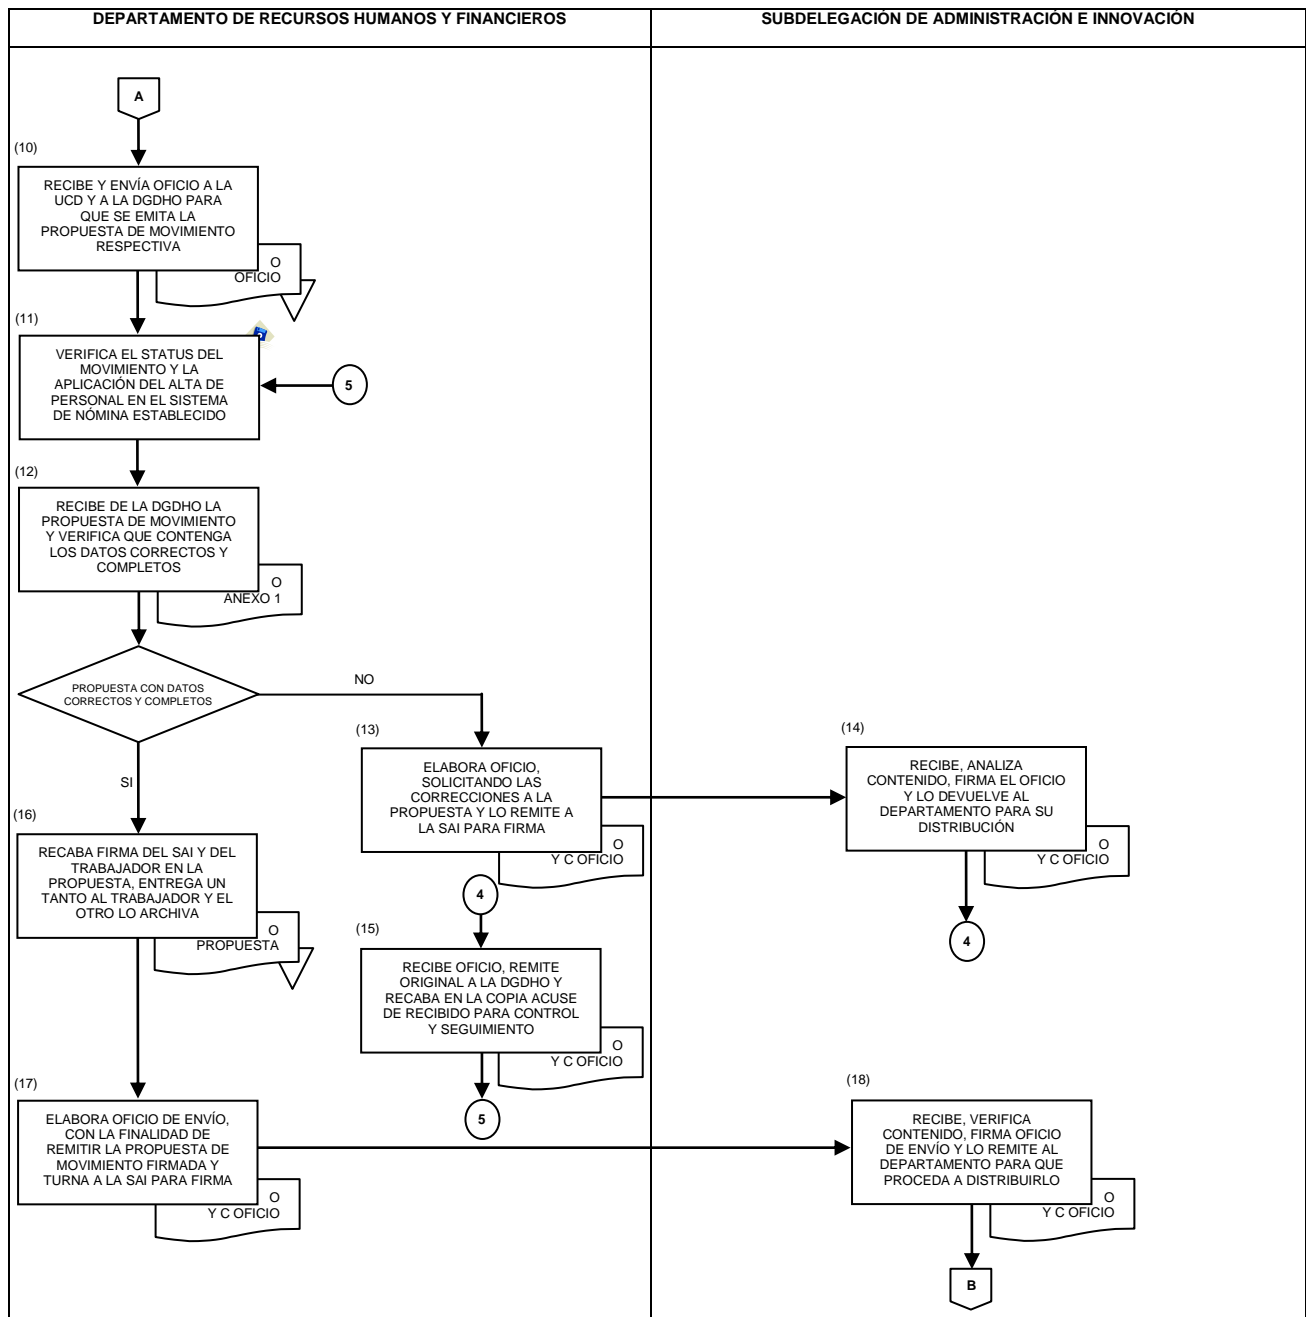 DEPARTAMENTO DE RECURSOS HUMANOS Y FINANCIEROS
SUBDELEGACIÓN DE ADMINISTRACIÓN E INNOVACIÓN
A
(10)
RECIBE Y ENVÍA OFICIO A LA
UCD Y A LA DGDHO PARA
QUE SE EMITA LA
PROPUESTA DE MOVIMIENTO
RESPECTIVA
O
OFICIO
(11)
VERIFICA EL STATUS DEL
MOVIMIENTO Y LA
APLICACIÓN DEL ALTA DE
PERSONAL EN EL SISTEMA
DE NÓMINA ESTABLECIDO
5
(12)
RECIBE DE LA DGDHO LA
PROPUESTA DE MOVIMIENTO
Y VERIFICA QUE CONTENGA
LOS DATOS CORRECTOS Y
COMPLETOS
O
ANEXO 1
PROPUESTA CON DATOS
CORRECTOS Y COMPLETOS
NO
SI
(13)
ELABORA OFICIO,
SOLICITANDO LAS
CORRECCIONES A LA
PROPUESTA Y LO REMITE A
LA SAI PARA FIRMA
O
Y C OFICIO
(14)
RECIBE, ANALIZA
CONTENIDO, FIRMA EL OFICIO
Y LO DEVUELVE AL
DEPARTAMENTO PARA SU
DISTRIBUCIÓN
O
Y C OFICIO
4
4
(15)
RECIBE OFICIO, REMITE
ORIGINAL A LA DGDHO Y
RECABA EN LA COPIA ACUSE
DE RECIBIDO PARA CONTROL
Y SEGUIMIENTO
O
Y C OFICIO
5
(16)
RECABA FIRMA DEL SAI Y DEL
TRABAJADOR EN LA
PROPUESTA, ENTREGA UN
TANTO AL TRABAJADOR Y EL
OTRO LO ARCHIVA
O
PROPUESTA
(17)
ELABORA OFICIO DE ENVÍO,
CON LA FINALIDAD DE
REMITIR LA PROPUESTA DE
MOVIMIENTO FIRMADA Y
TURNA A LA SAI PARA FIRMA
O
Y C OFICIO
(18)
RECIBE, VERIFICA
CONTENIDO, FIRMA OFICIO
DE ENVÍO Y LO REMITE AL
DEPARTAMENTO PARA QUE
PROCEDA A DISTRIBUIRLO
O
Y C OFICIO
B